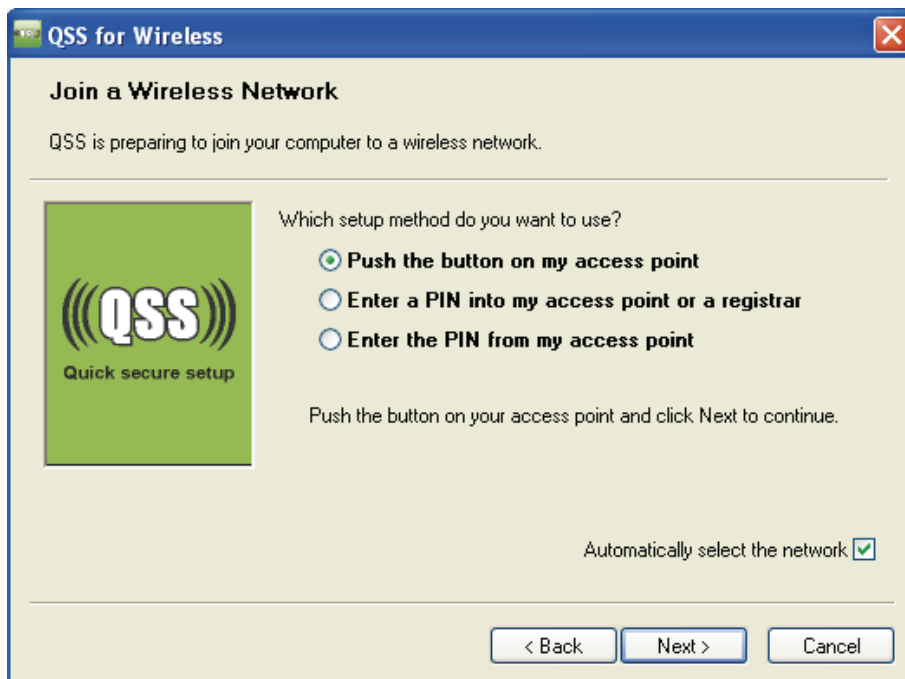 QSS for Wireless
Join a Wireless Network
QSS is preparing to join your computer to a wireless network.
Which setup method do you want to use?
Push the button on my access point
Enter a PIN into my access point or a registrar
Enter the PIN from my access point
QSS
Quick secure setup
Push the button on your access point and click Next to continue.
Automatically select the network
< Back
Next >
Cancel